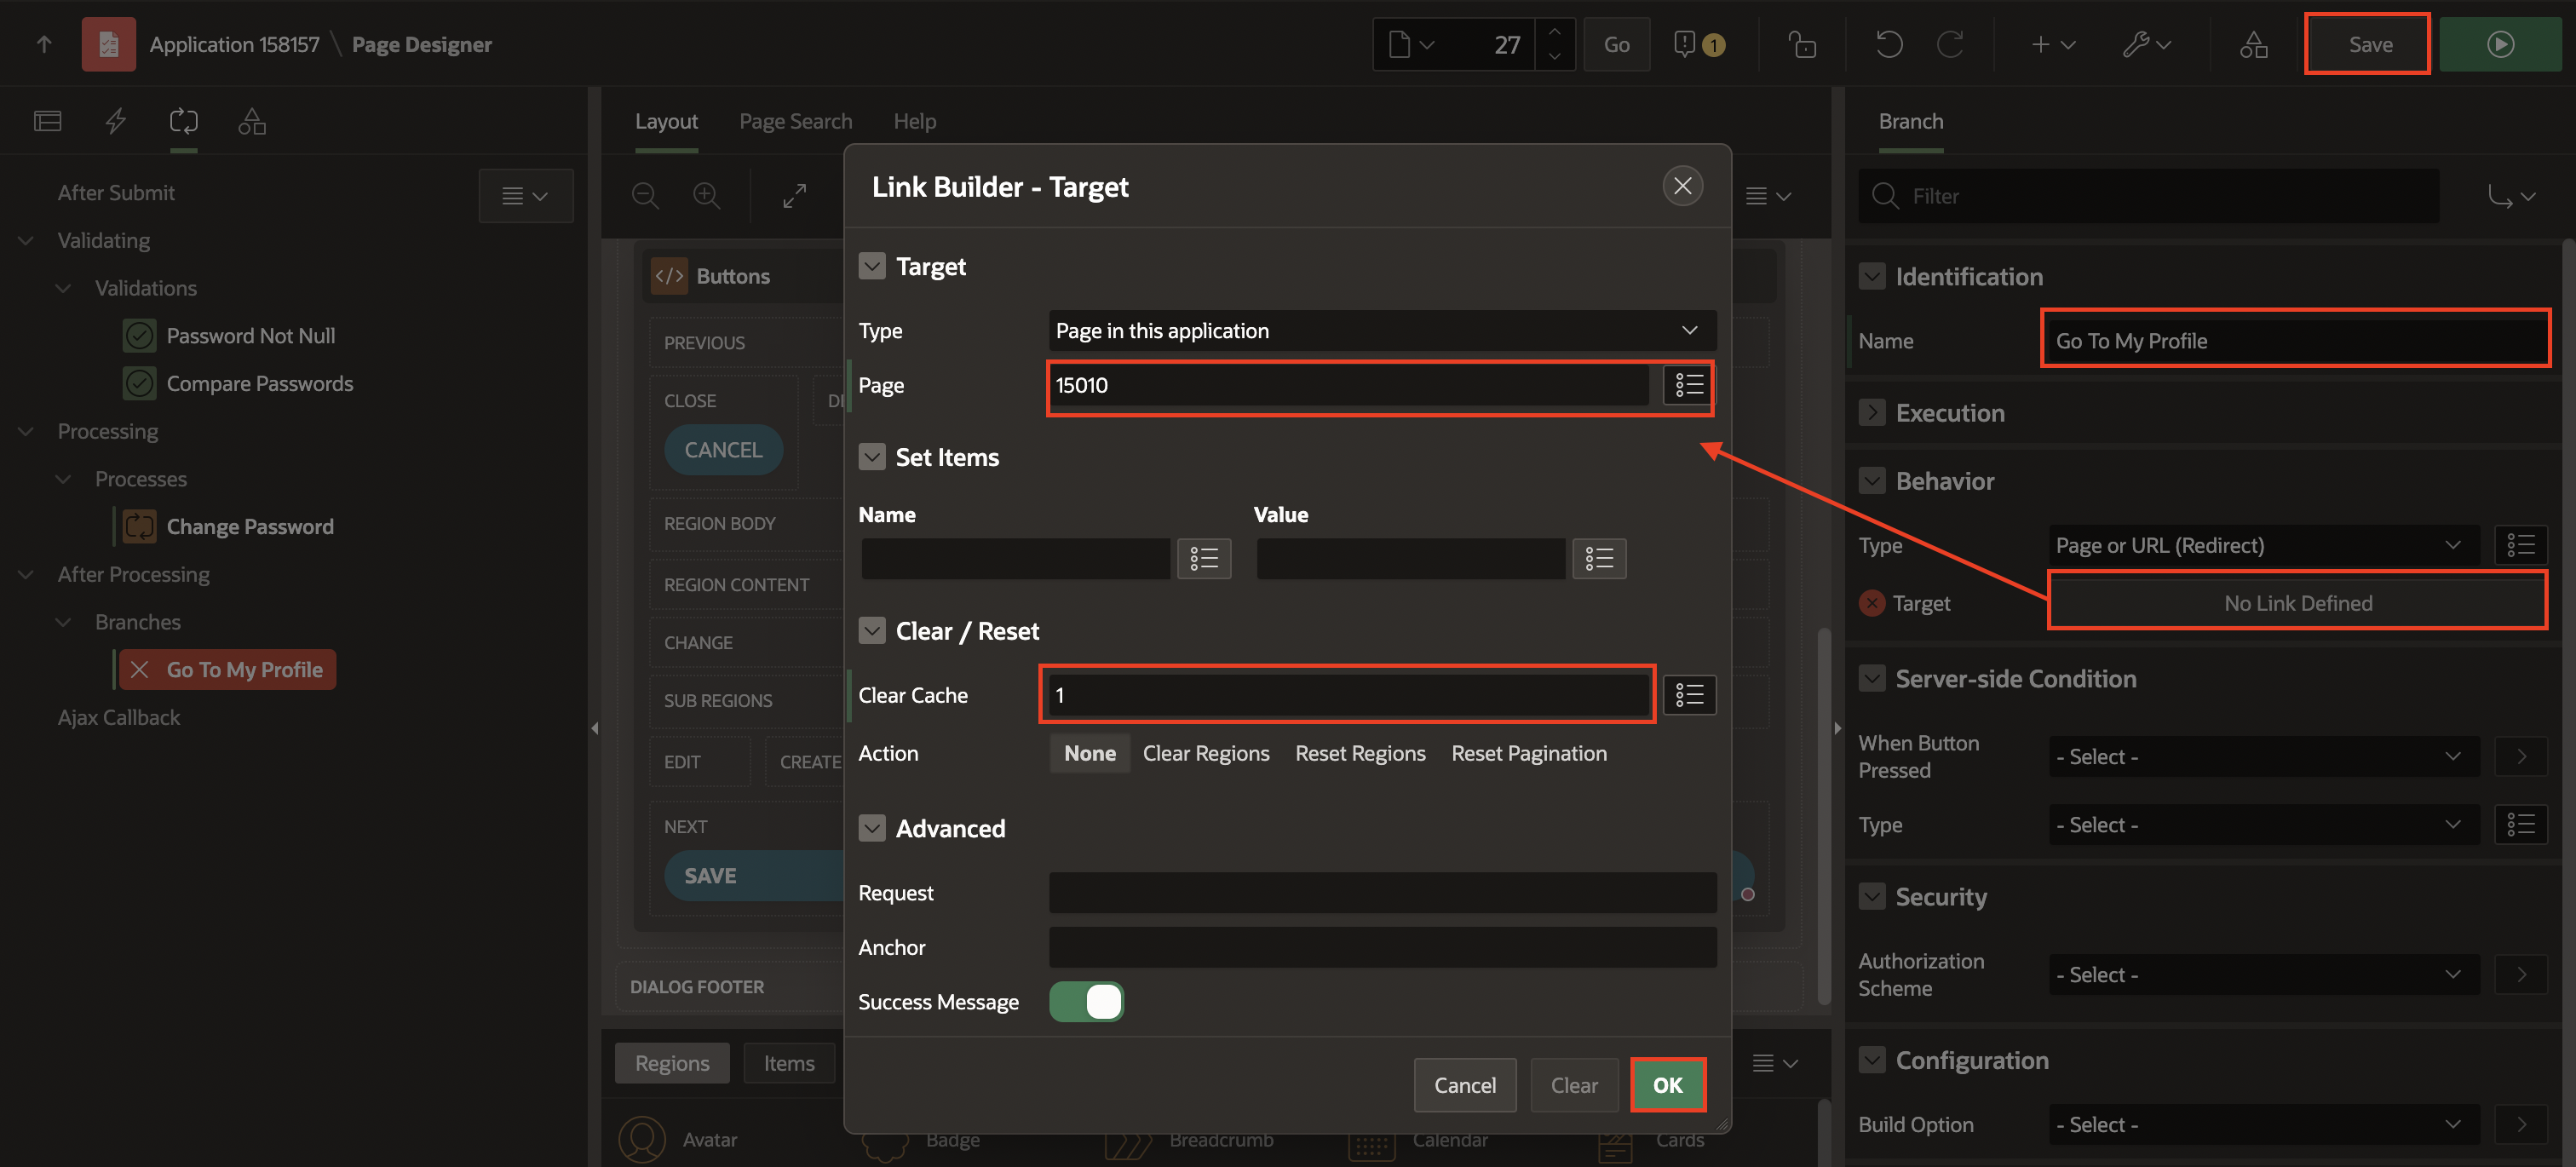 Application 158157 \ Page Designer
27
Go
1
Save
After Submit
Validating
Validations
Password Not Null
Compare Passwords
Processing
Processes
Change Password
After Processing
Branches
Go To My Profile
Ajax Callback
Layout
Page Search
Help
</> Buttons
PREVIOUS
CLOSE
CANCEL
REGION BODY
REGION CONTENT
CHANGE
SUB REGIONS
EDIT
CREATE
NEXT
SAVE
DIALOG FOOTER
Regions
Items
Avatar
Badge
Breadcrumb
Calendar
Cards
Link Builder - Target
Target
Type
Page in this application
Page
15010
Set Items
Name
Value
Clear / Reset
Clear Cache
1
Action
None
Clear Regions
Reset Regions
Reset Pagination
Advanced
Request
Anchor
Success Message
Cancel
Clear
OK
Branch
Filter
Identification
Name
Go To My Profile
Execution
Behavior
Type
Page or URL (Redirect)
Target
No Link Defined
Server-side Condition
When Button
Pressed
- Select -
Type
- Select -
Security
Authorization
Scheme
- Select -
Configuration
Build Option
- Select -